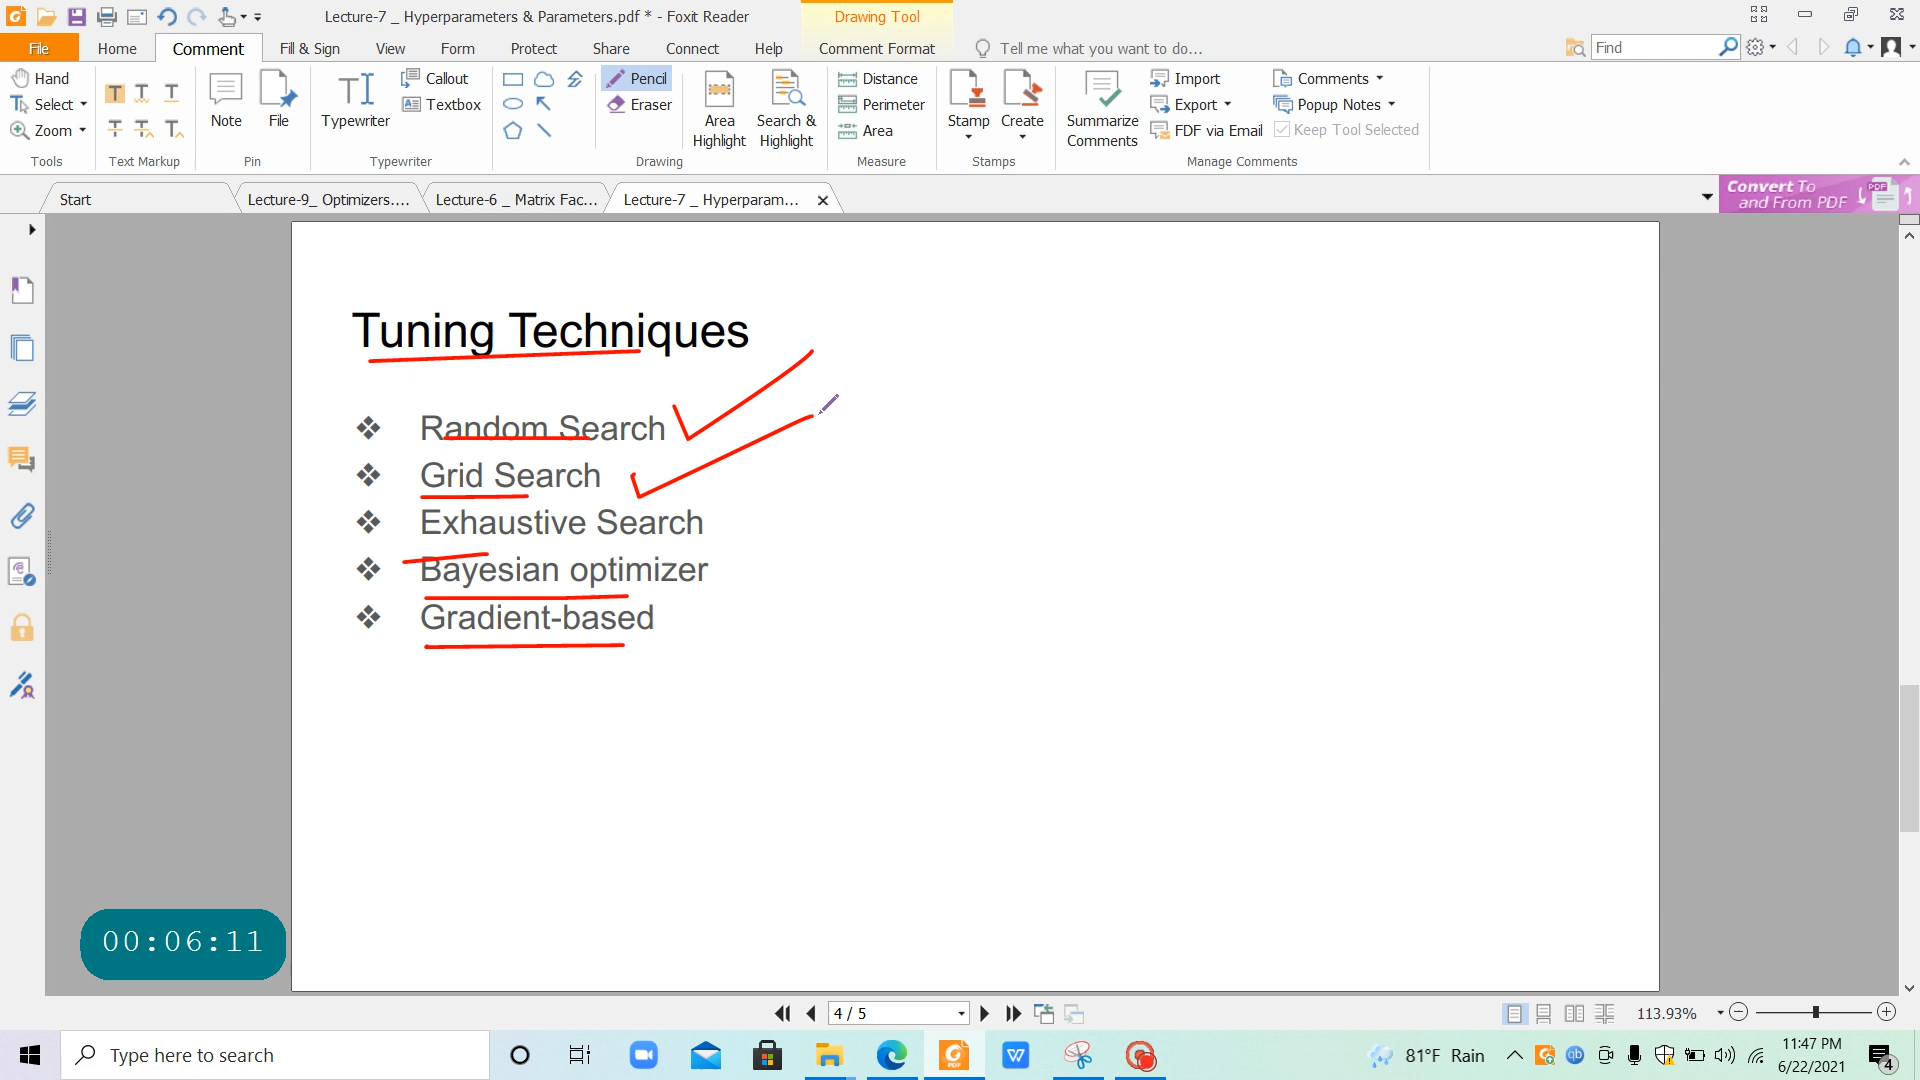 Lecture-7 _ Hyperparameters & Parameters.pdf * - Foxit Reader
Drawing Tool
File Home Comment Fill & Sign View Form Protect Share Connect Help Comment Format Tell me what you want to do... Find
Hand
Select
Zoom
Tools
Text Markup
Note
File
Pin
Typewriter
Callout
Textbox
Typewriter
Pencil
Eraser
Area Highlight
Search & Highlight
Drawing
Distance
Perimeter
Area
Measure
Stamp
Create
Stamps
Summarize Comments
Import
Export
FDF via Email
Comments
Popup Notes
Keep Tool Selected
Manage Comments
Start
Lecture-9_ Optimizers....
Lecture-6 _ Matrix Fac...
Lecture-7 _ Hyperparam...
Convert To
and From PDF
PDF
Tuning Techniques
❖ Random Search
❖ Grid Search
❖ Exhaustive Search
❖ Bayesian optimizer
❖ Gradient-based
00:06:11
4 / 5
113.93%
Type here to search
81°F Rain
11:47 PM
6/22/2021
4